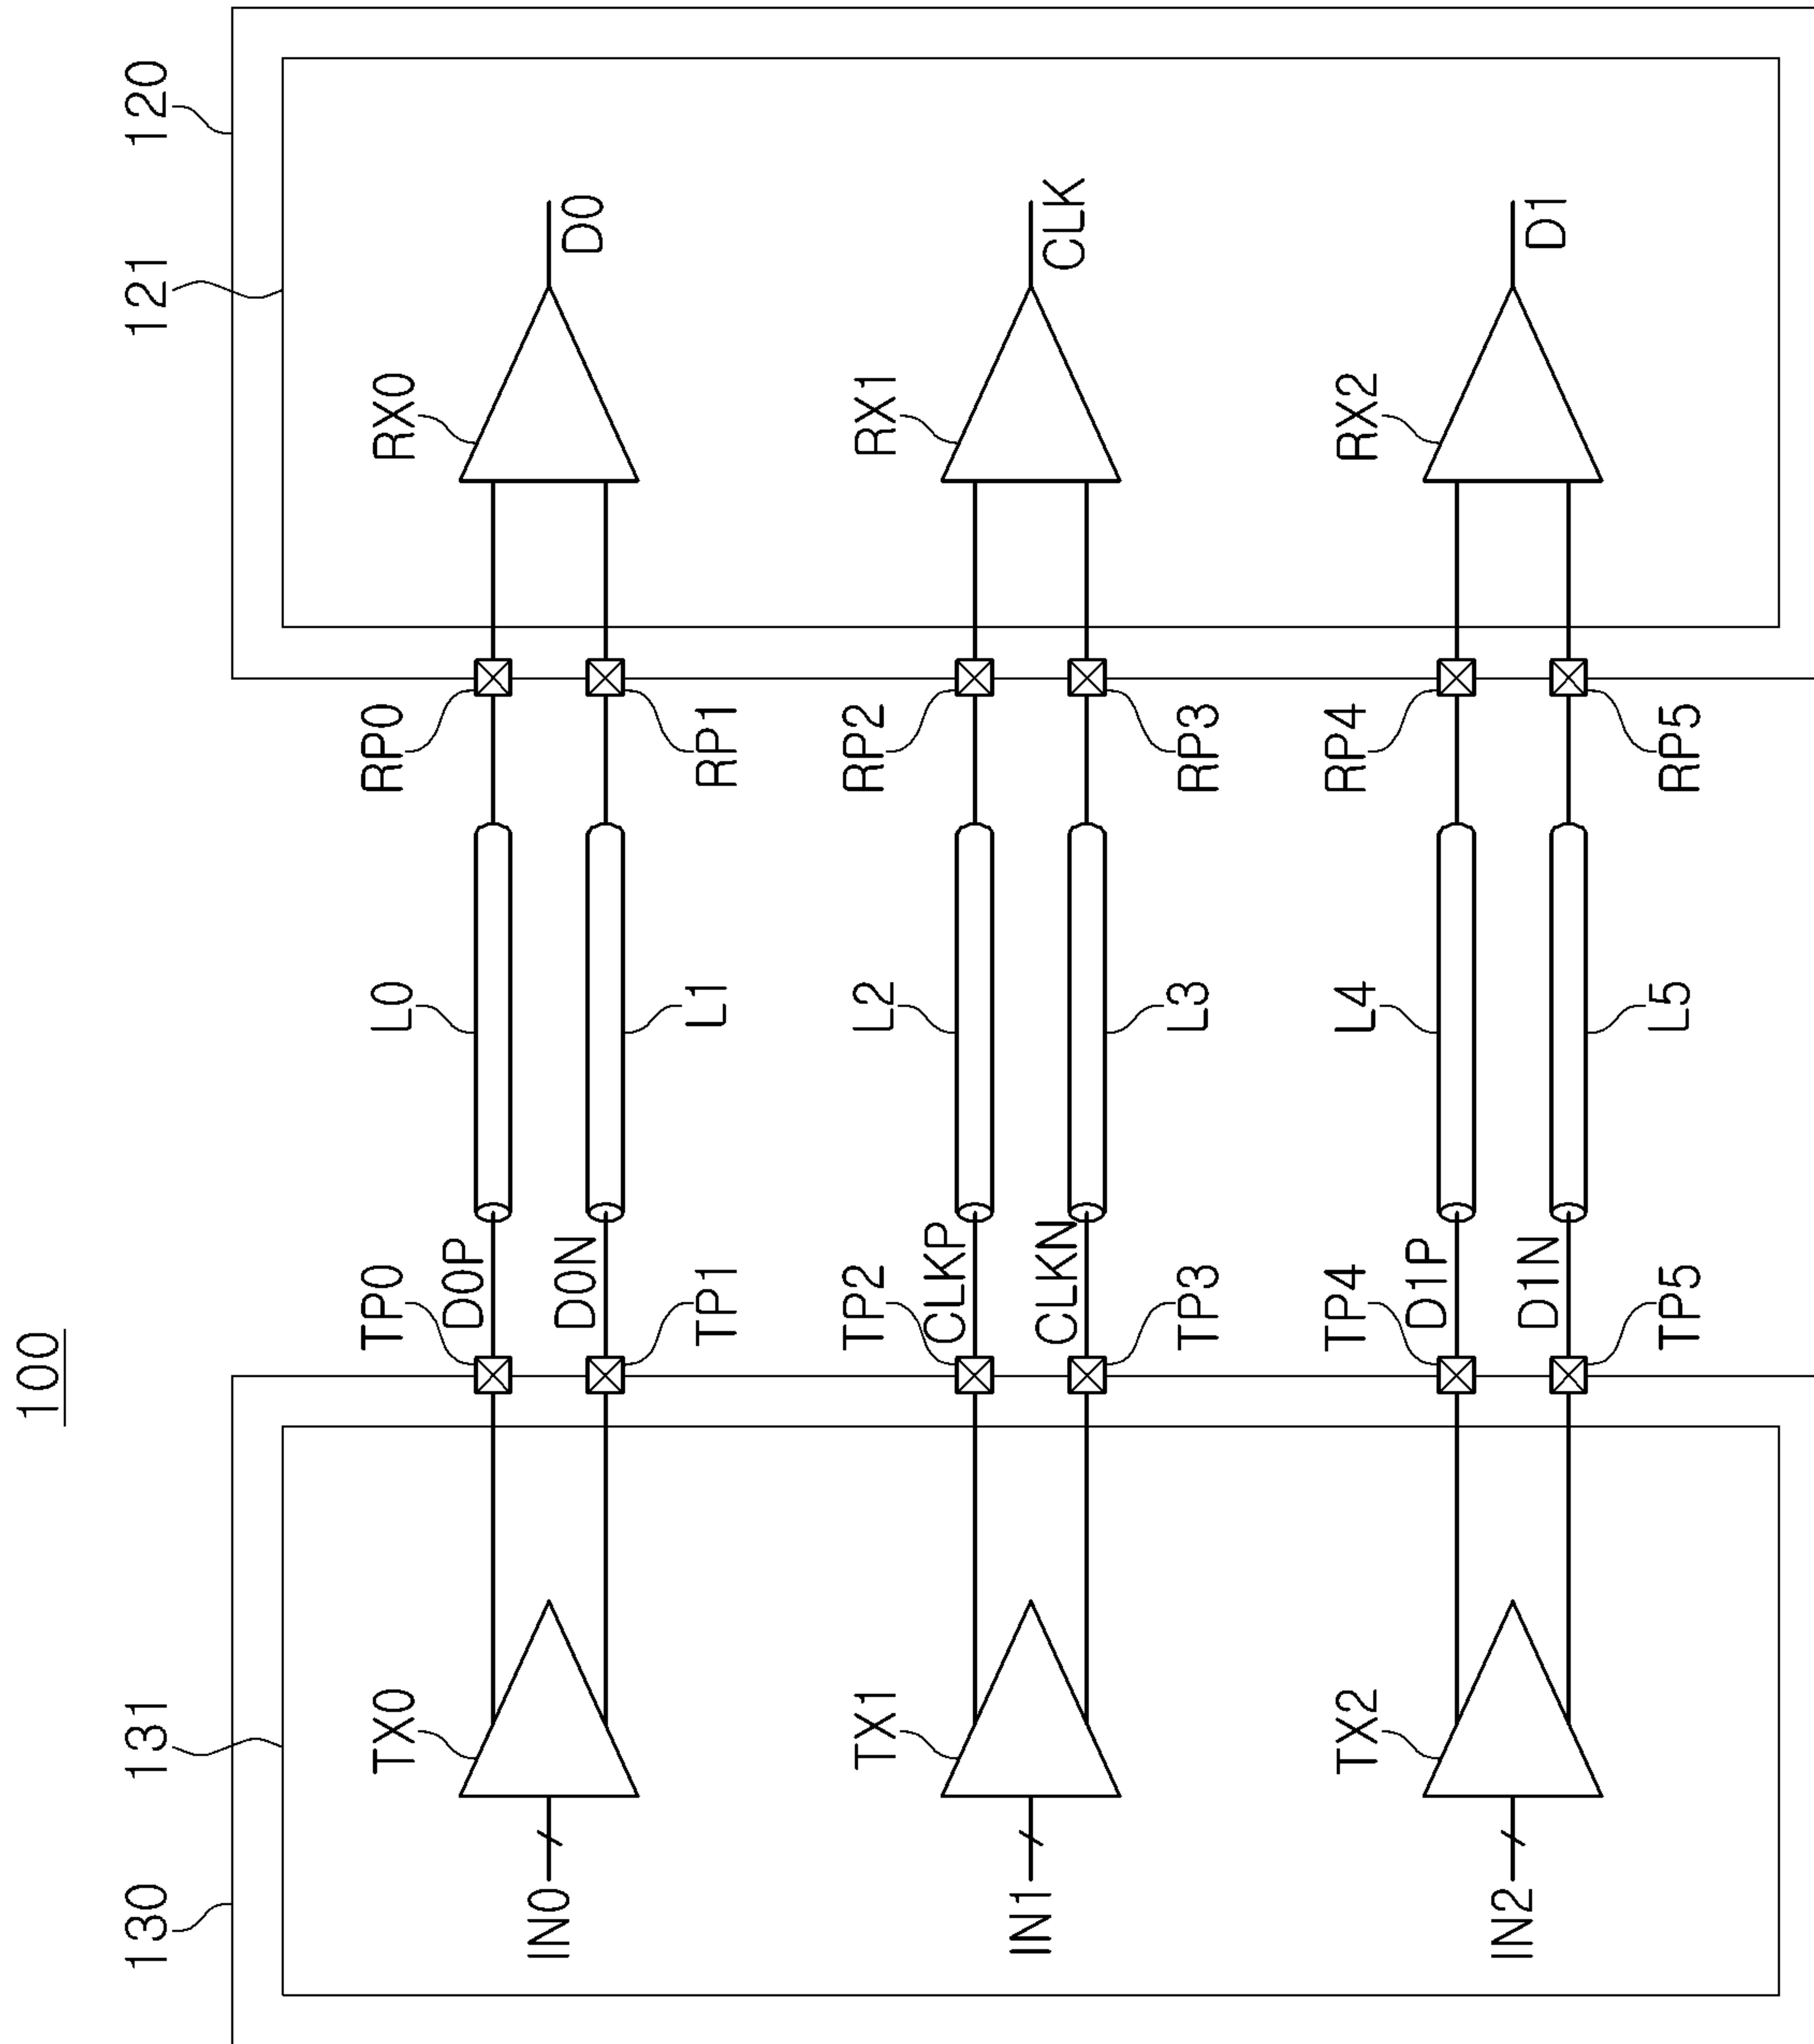 100
130
131
121
120
TX0
TP0
L0
RP0
RX0
D0P
IN0
D0N
D0
TP1
L1
RP1
TX1
TP2
L2
RP2
RX1
CLKP
IN1
CLKN
CLK
TP3
L3
RP3
TX2
TP4
L4
RP4
RX2
D1P
IN2
D1N
D1
TP5
L5
RP5